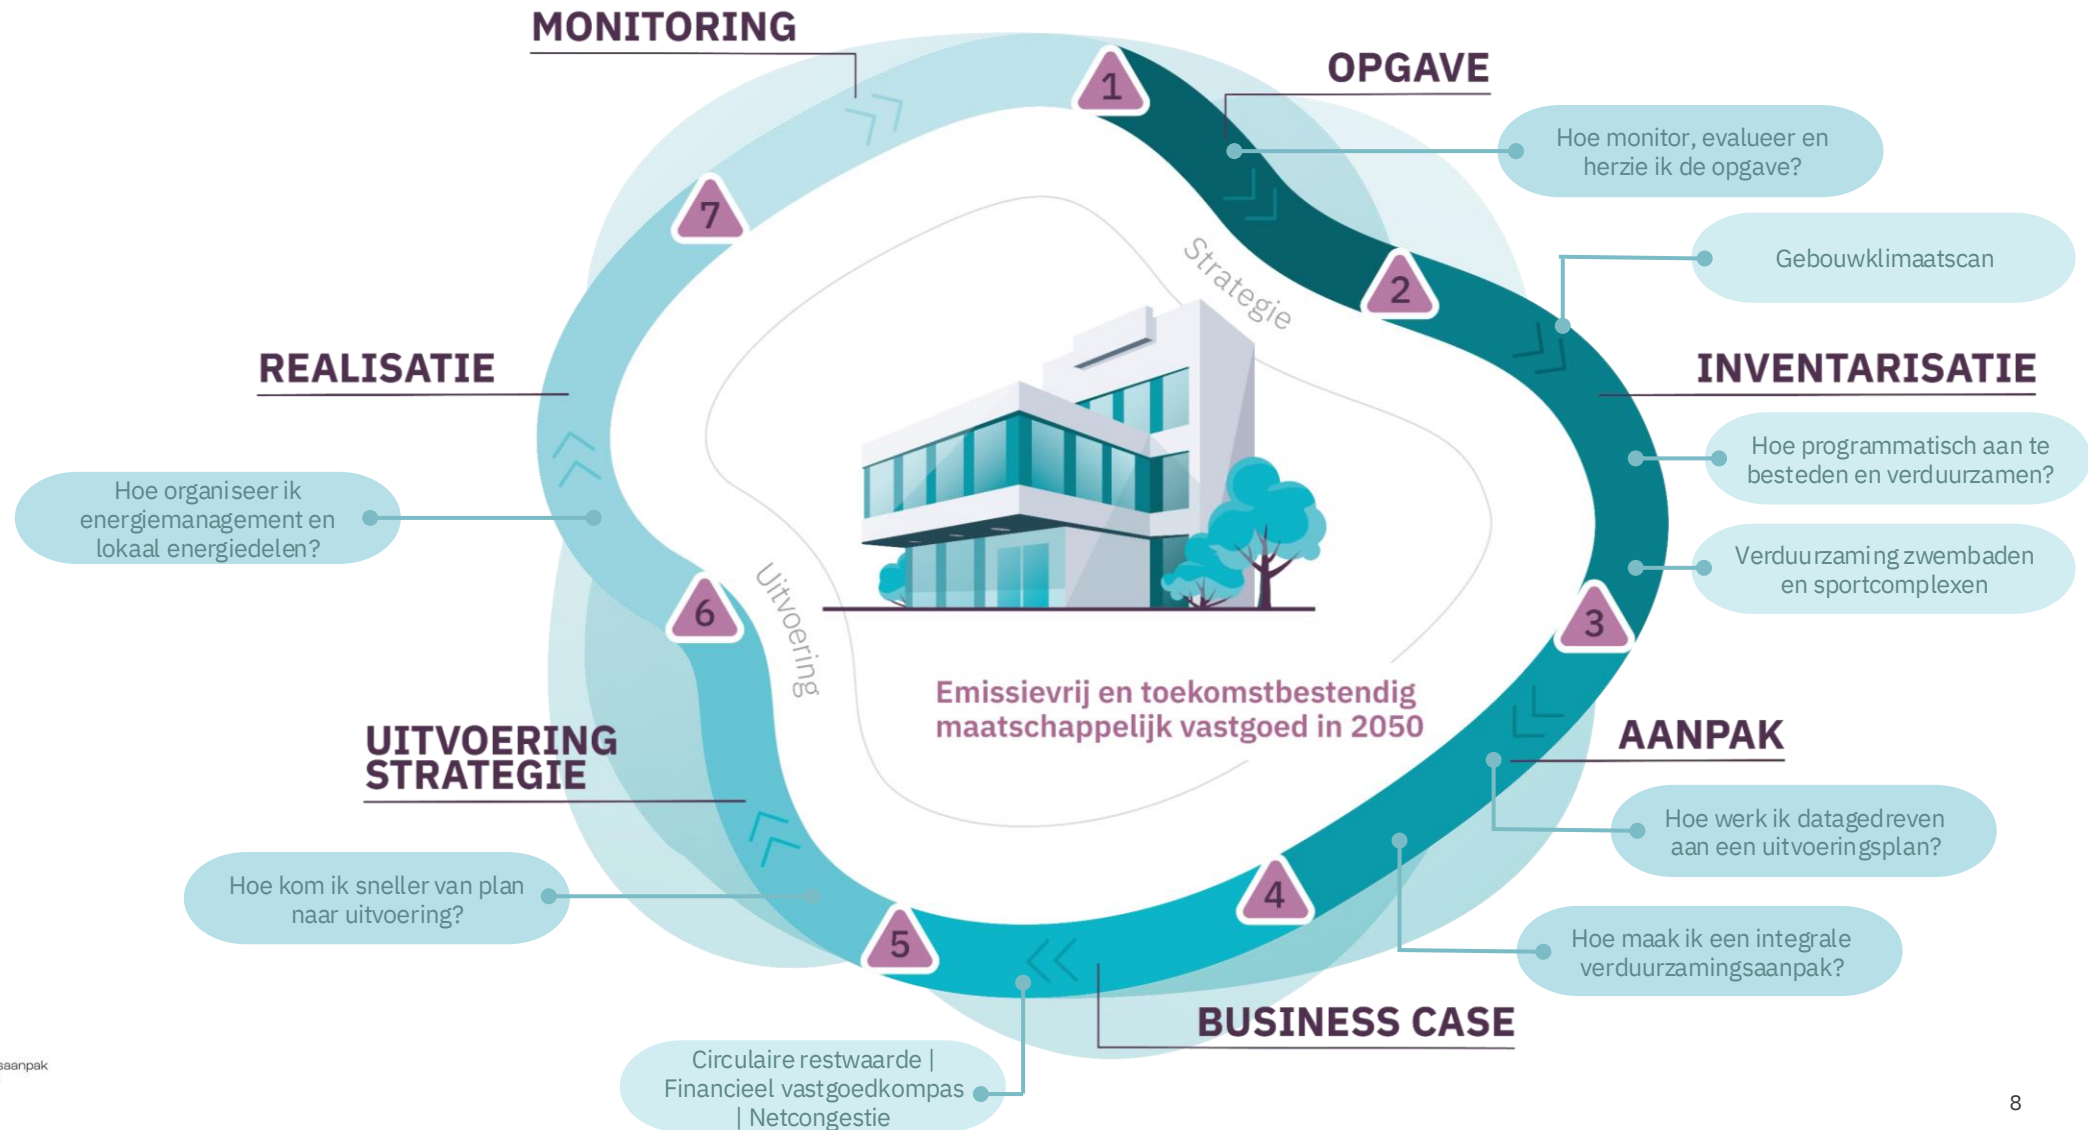 MONITORING
1
OPGAVE
Hoe monitor, evalueer en
herzie ik de opgave?
7
Strategie
2
Gebouwklimaatscan
REALISATIE
INVENTARISATIE
Hoe programmatisch aan te
besteden en verduurzamen?
Hoe organiseer ik
energiemanagement en
lokaal energiedelen?
Verduurzaming zwembaden
en sportcomplexen
6
Uitvoering
3
Emissievrij en toekomstbestendig
maatschappelijk vastgoed in 2050
UITVOERING
STRATEGIE
AANPAK
Hoe werk ik datagedreven
aan een uitvoeringsplan?
Hoe kom ik sneller van plan
naar uitvoering?
4
5
Hoe maak ik een integrale
verduurzamingsaanpak?
BUSINESS CASE
Circulaire restwaarde |
Financieel vastgoedkompas
| Netcongestie
saanpak
8